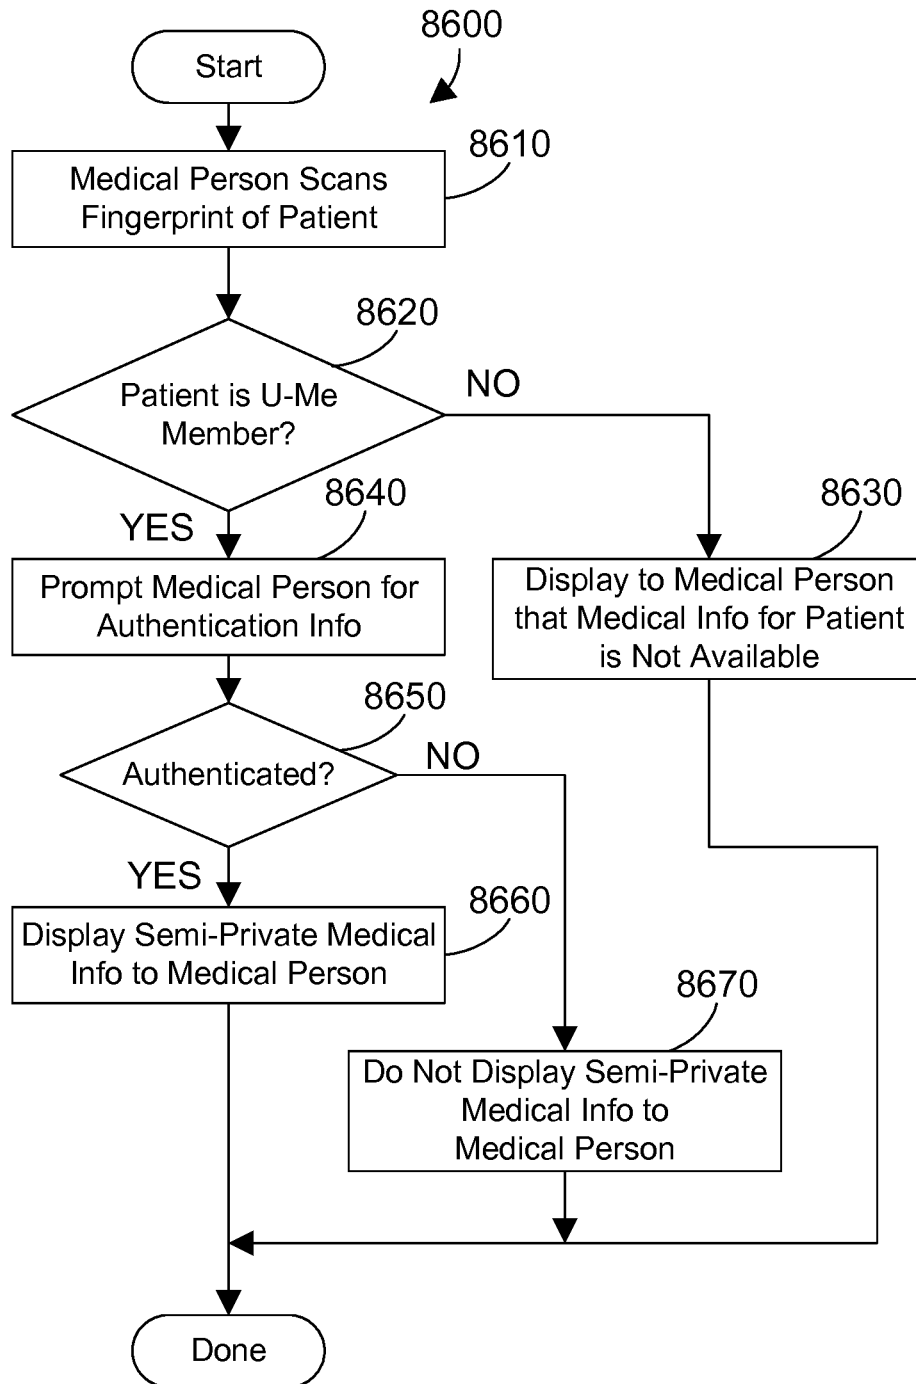 8600
Start
8610
Medical Person Scans
Fingerprint of Patient
8620
Patient is U-Me
Member?
NO
YES
8640
Prompt Medical Person for
Authentication Info
8630
Display to Medical Person
that Medical Info for Patient
is Not Available
8650
Authenticated?
NO
YES
8660
Display Semi-Private Medical
Info to Medical Person
8670
Do Not Display Semi-Private
Medical Info to
Medical Person
Done